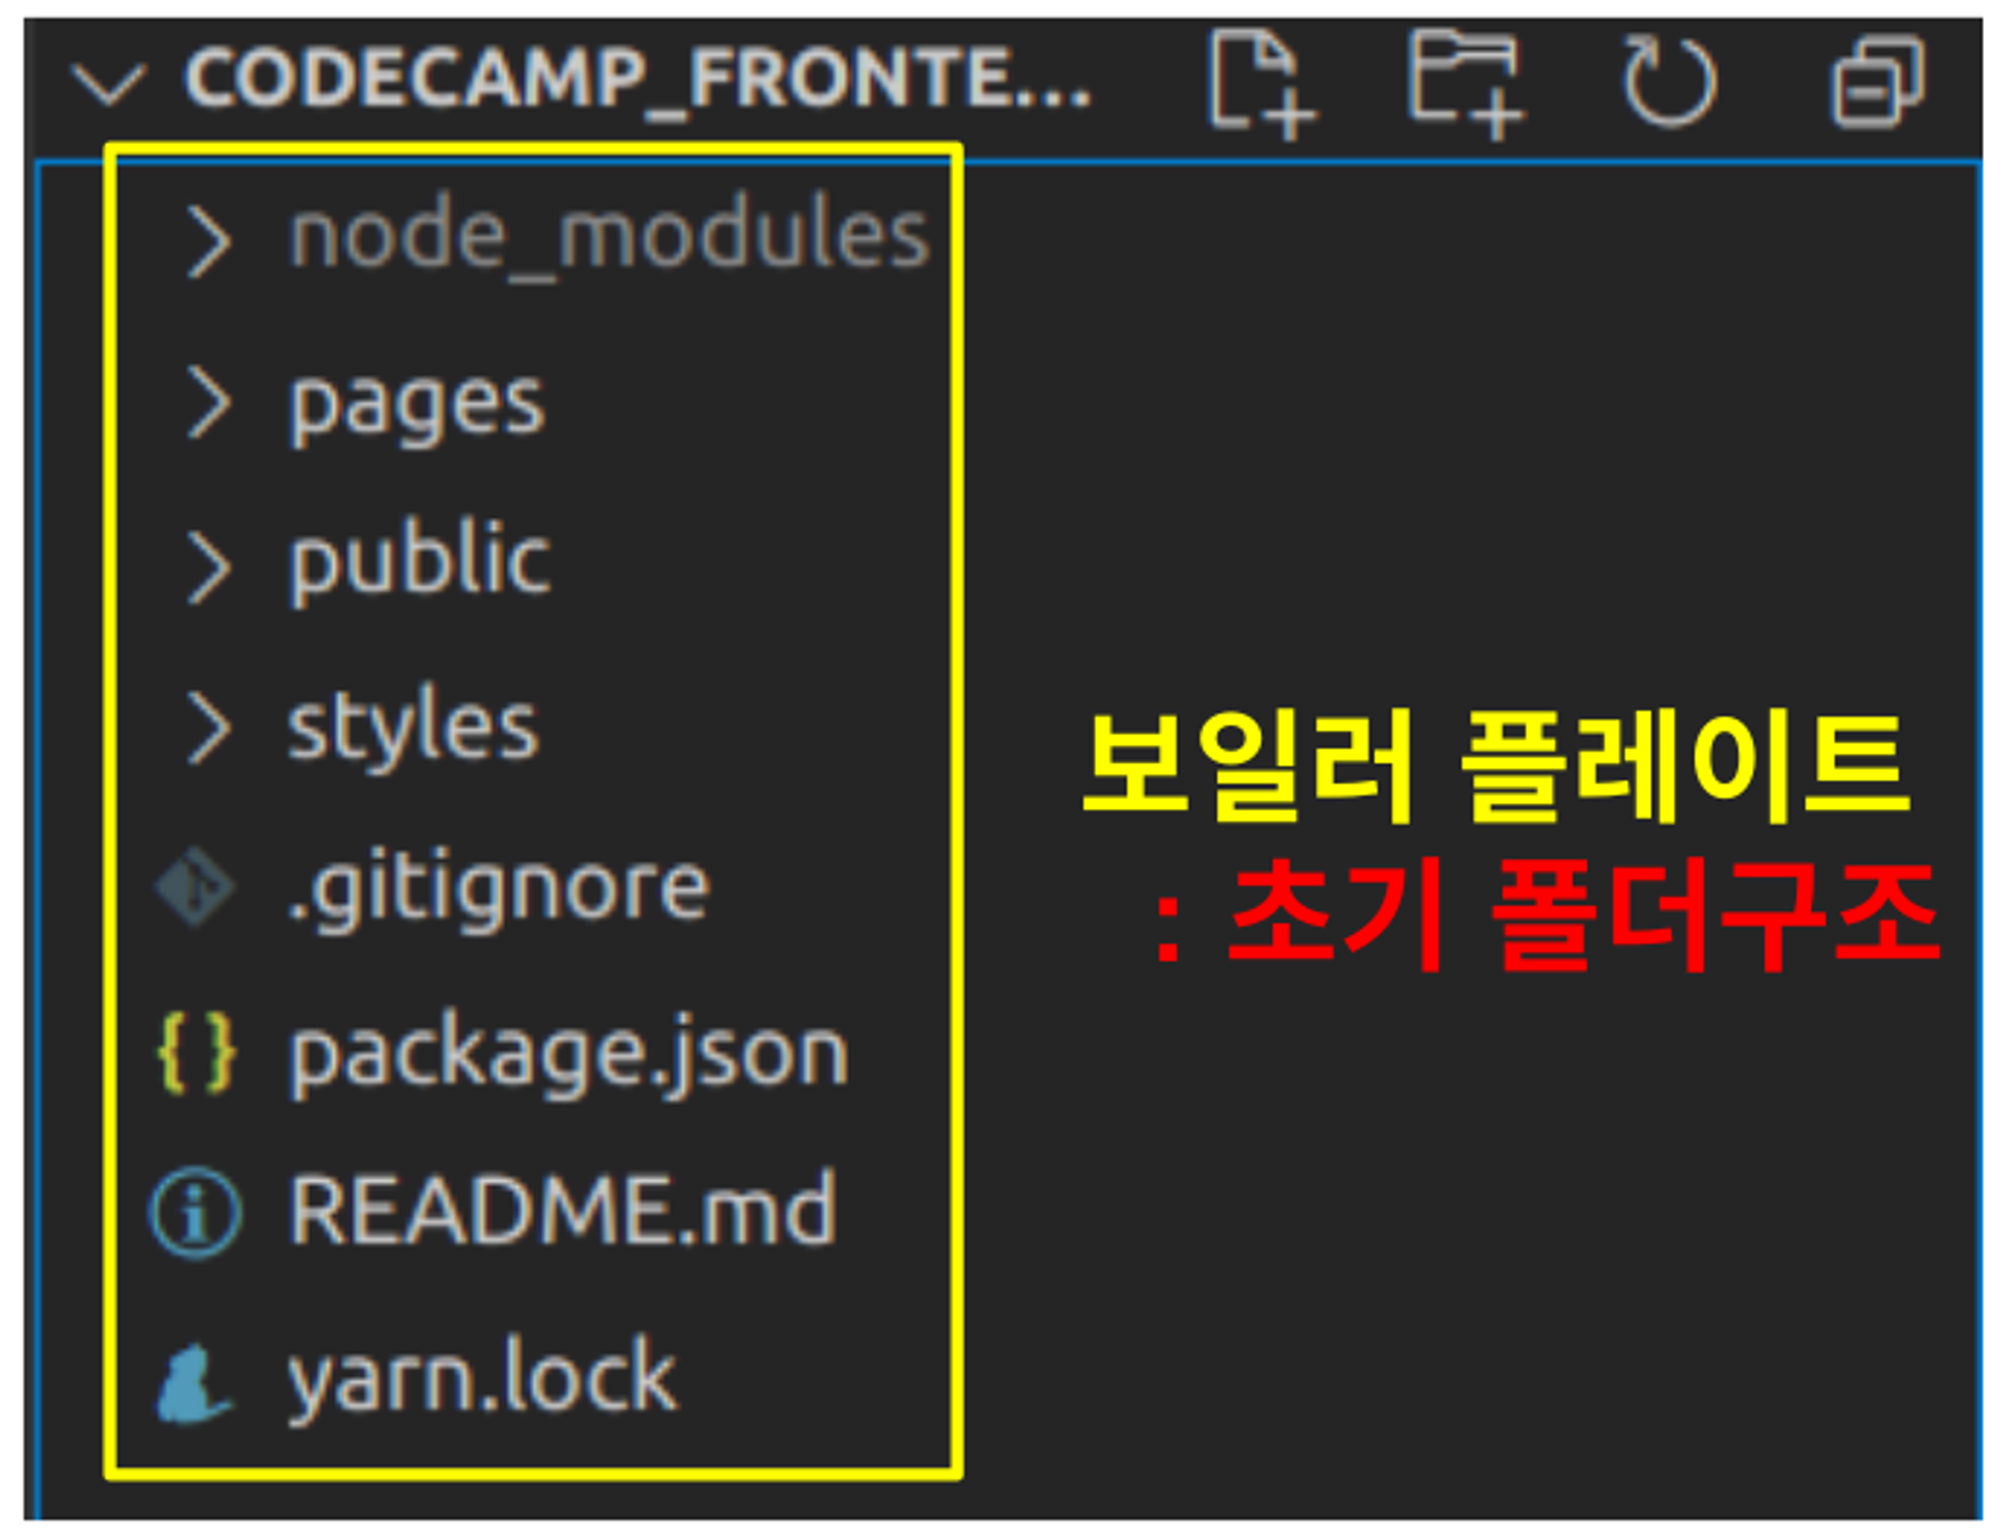 CODECAMP_FRONTE...
node_modules
pages
public
styles
.gitignore
package.json
README.md
yarn.lock
보일러 플레이트
: 초기 폴더구조